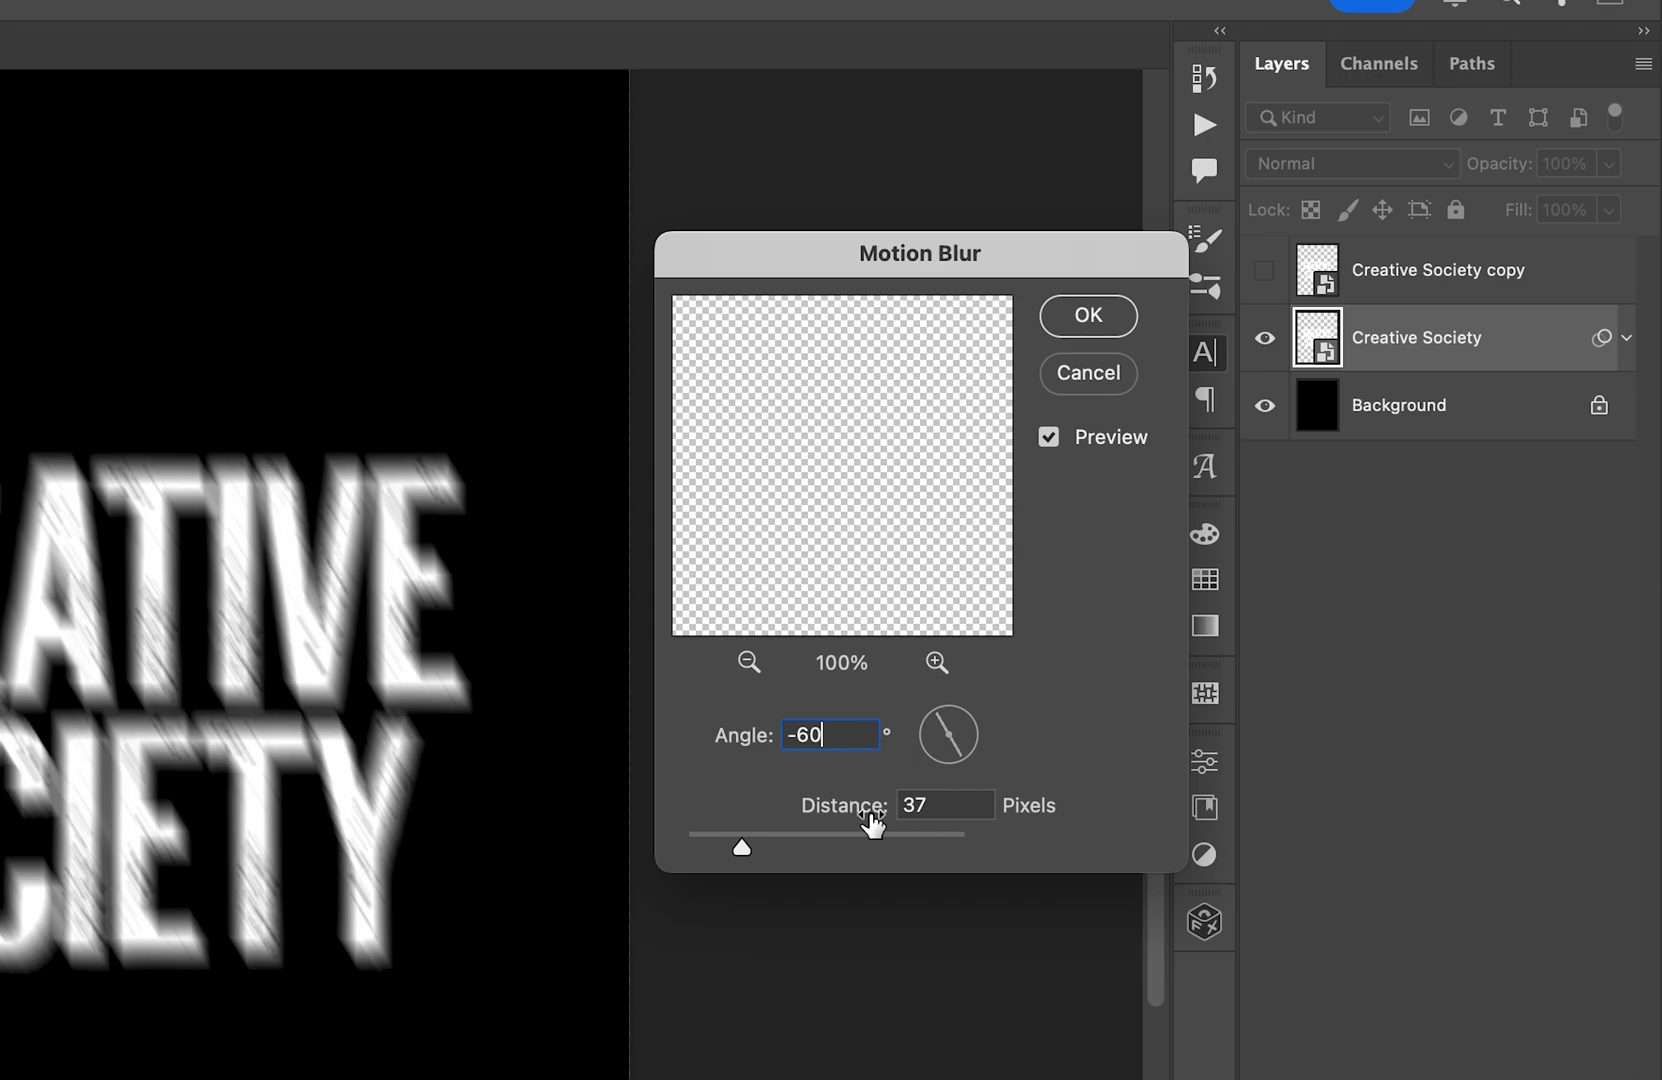 Layers
Channels
Paths
Kind
Normal
Opacity: 100%
Lock:
Fill: 100%
Motion Blur
OK
Creative Society copy
Creative Society
Cancel
Background
Preview
ATIVE
CIETY
100%
Angle: -60°
Distance: 37 Pixels